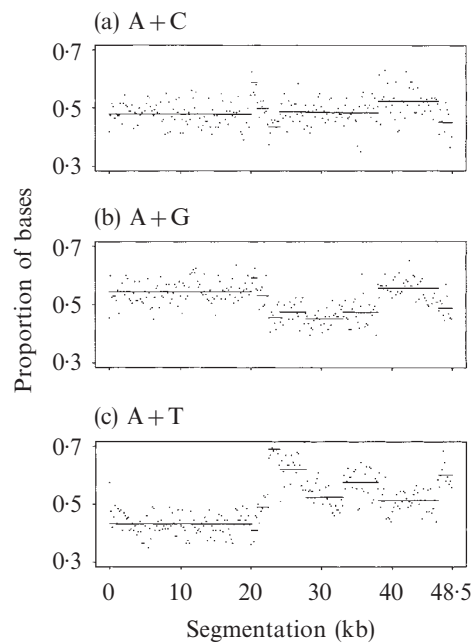 (a) A + C
0·7
0·5
0·3
(b) A + G
0·7
0·5
0·3
(c) A + T
0·7
0·5
0·3
0 10 20 30 40 48·5
Segmentation (kb)
Proportion of bases